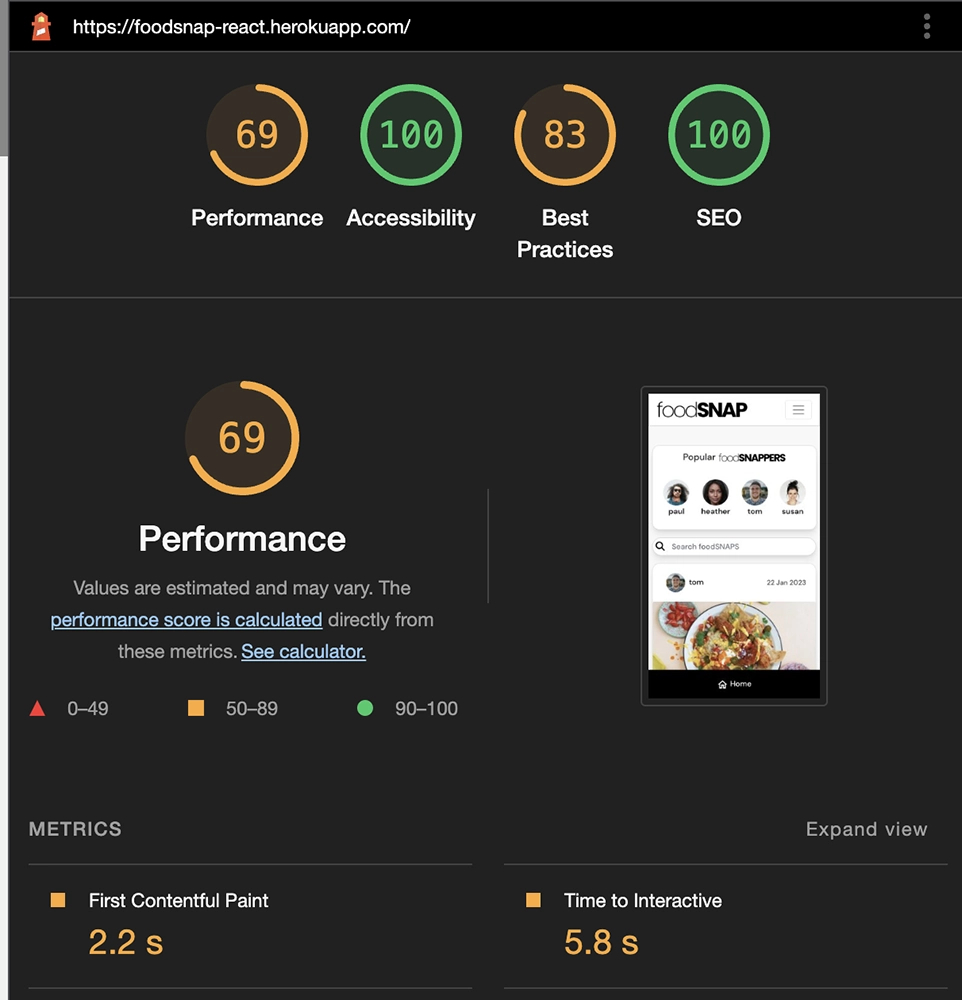 https://foodsnap-react.herokuapp.com/
69
100
83
100
Performance
Accessibility
Best
Practices
SEO
69
Performance
Values are estimated and may vary. The
performance score is calculated directly from
these metrics. See calculator.
0–49
50–89
90–100
foodSNAP
Popular foodSNAPPERS
paul heather tom susan
Search foodSNAPS
tom 22 Jan 2023
Home
METRICS
Expand view
First Contentful Paint
2.2 s
Time to Interactive
5.8 s